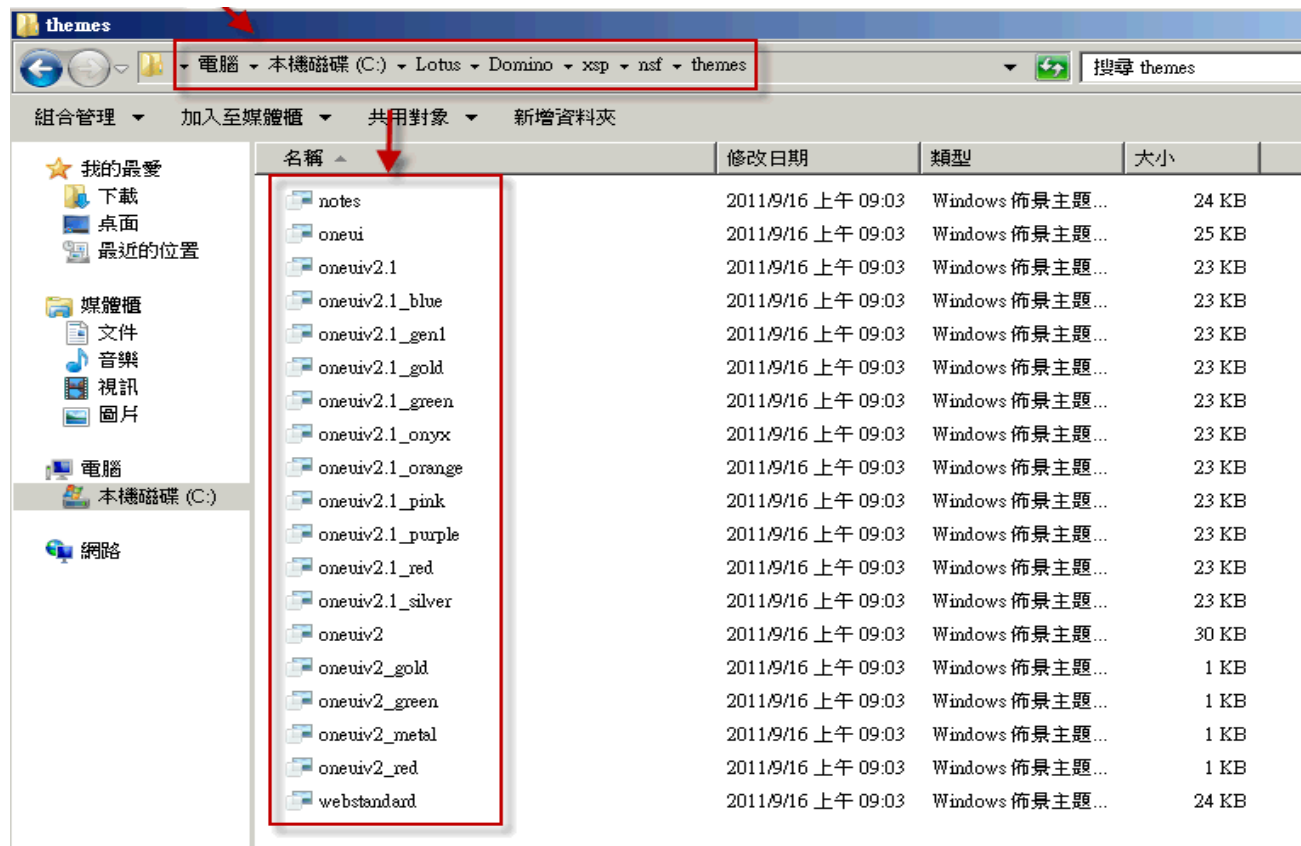 themes
電腦 本機磁碟 (C:) Lotus Domino xsp nsf themes 搜尋 themes
組合管理 加入至媒體櫃 共用對象 新增資料夾
名稱 修改日期 類型 大小
我的最愛
下載
桌面
最近的位置
媒體櫃
文件
音樂
視訊
圖片
電腦
本機磁碟 (C:)
網路
notes 2011/9/16 上午 09:03 Windows 佈景主題... 24 KB
oneui 2011/9/16 上午 09:03 Windows 佈景主題... 25 KB
oneuiv2.1 2011/9/16 上午 09:03 Windows 佈景主題... 23 KB
oneuiv2.1_blue 2011/9/16 上午 09:03 Windows 佈景主題... 23 KB
oneuiv2.1_gen1 2011/9/16 上午 09:03 Windows 佈景主題... 23 KB
oneuiv2.1_gold 2011/9/16 上午 09:03 Windows 佈景主題... 23 KB
oneuiv2.1_green 2011/9/16 上午 09:03 Windows 佈景主題... 23 KB
oneuiv2.1_onyx 2011/9/16 上午 09:03 Windows 佈景主題... 23 KB
oneuiv2.1_orange 2011/9/16 上午 09:03 Windows 佈景主題... 23 KB
oneuiv2.1_pink 2011/9/16 上午 09:03 Windows 佈景主題... 23 KB
oneuiv2.1_purple 2011/9/16 上午 09:03 Windows 佈景主題... 23 KB
oneuiv2.1_red 2011/9/16 上午 09:03 Windows 佈景主題... 23 KB
oneuiv2.1_silver 2011/9/16 上午 09:03 Windows 佈景主題... 23 KB
oneuiv2 2011/9/16 上午 09:03 Windows 佈景主題... 30 KB
oneuiv2_gold 2011/9/16 上午 09:03 Windows 佈景主題... 1 KB
oneuiv2_green 2011/9/16 上午 09:03 Windows 佈景主題... 1 KB
oneuiv2_metal 2011/9/16 上午 09:03 Windows 佈景主題... 1 KB
oneuiv2_red 2011/9/16 上午 09:03 Windows 佈景主題... 1 KB
webstandard 2011/9/16 上午 09:03 Windows 佈景主題... 24 KB